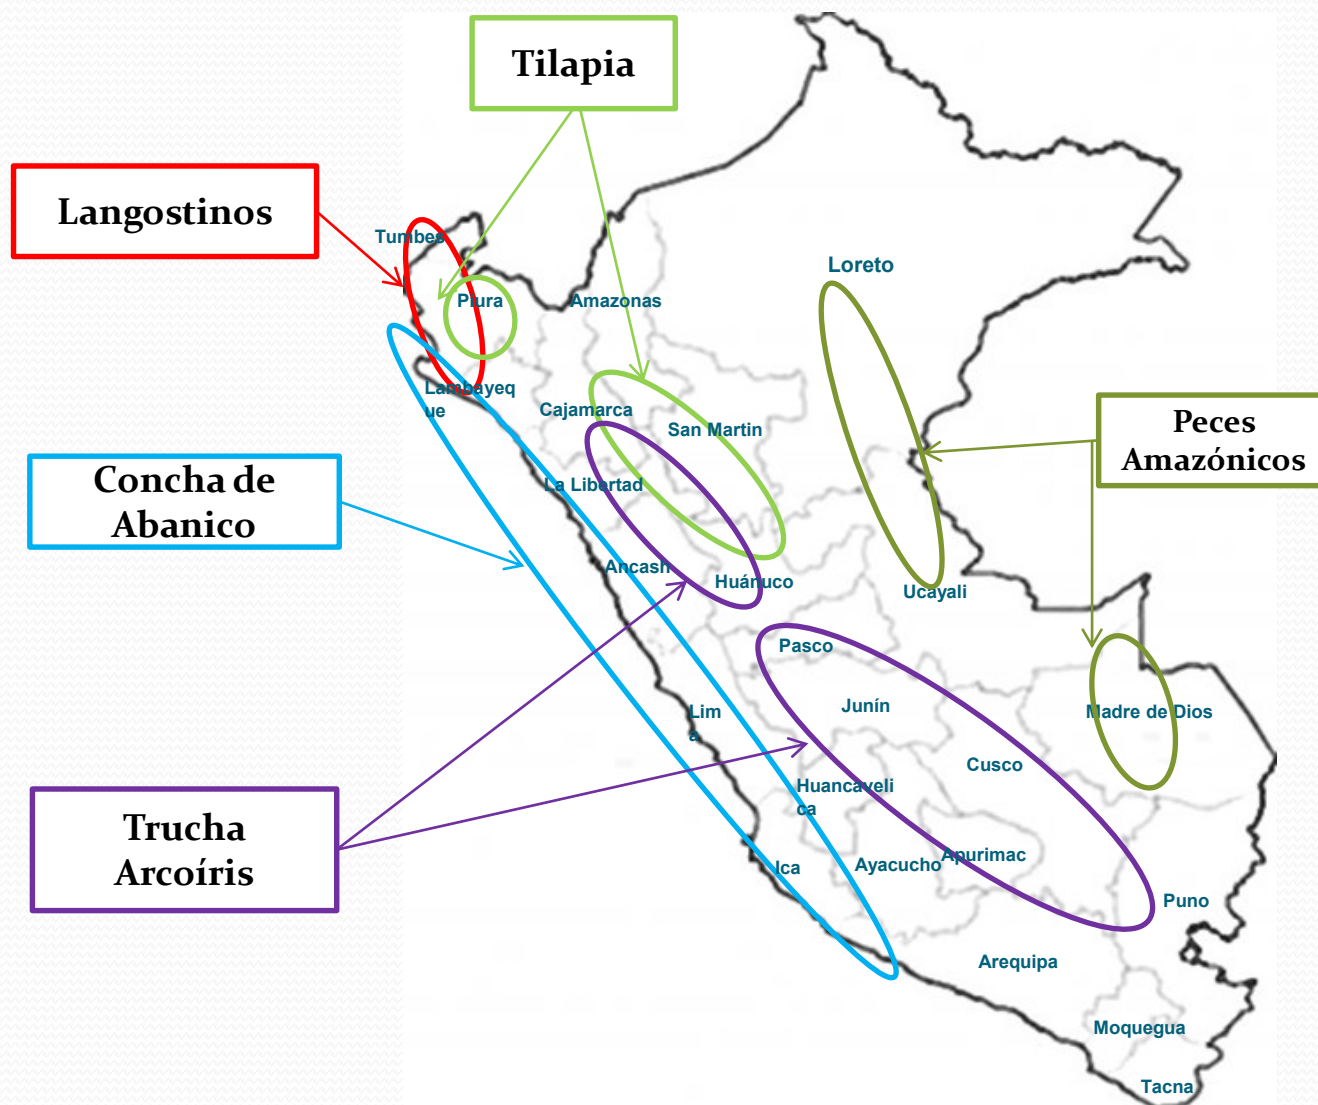 Tilapia
Langostinos
Tumbes
Loreto
Piura
Amazonas
Lambayeq
ue
Cajamarca
San Martin
Peces
Amazónicos
Concha de
Abanico
La Libertad
Ancash
Huánuco
Ucayali
Pasco
Junín
Lim
a
Madre de Dios
Cusco
Huancaveli
ca
Trucha
Arcoíris
Ica
Ayacucho
Apurimac
Puno
Arequipa
Moquegua
Tacna